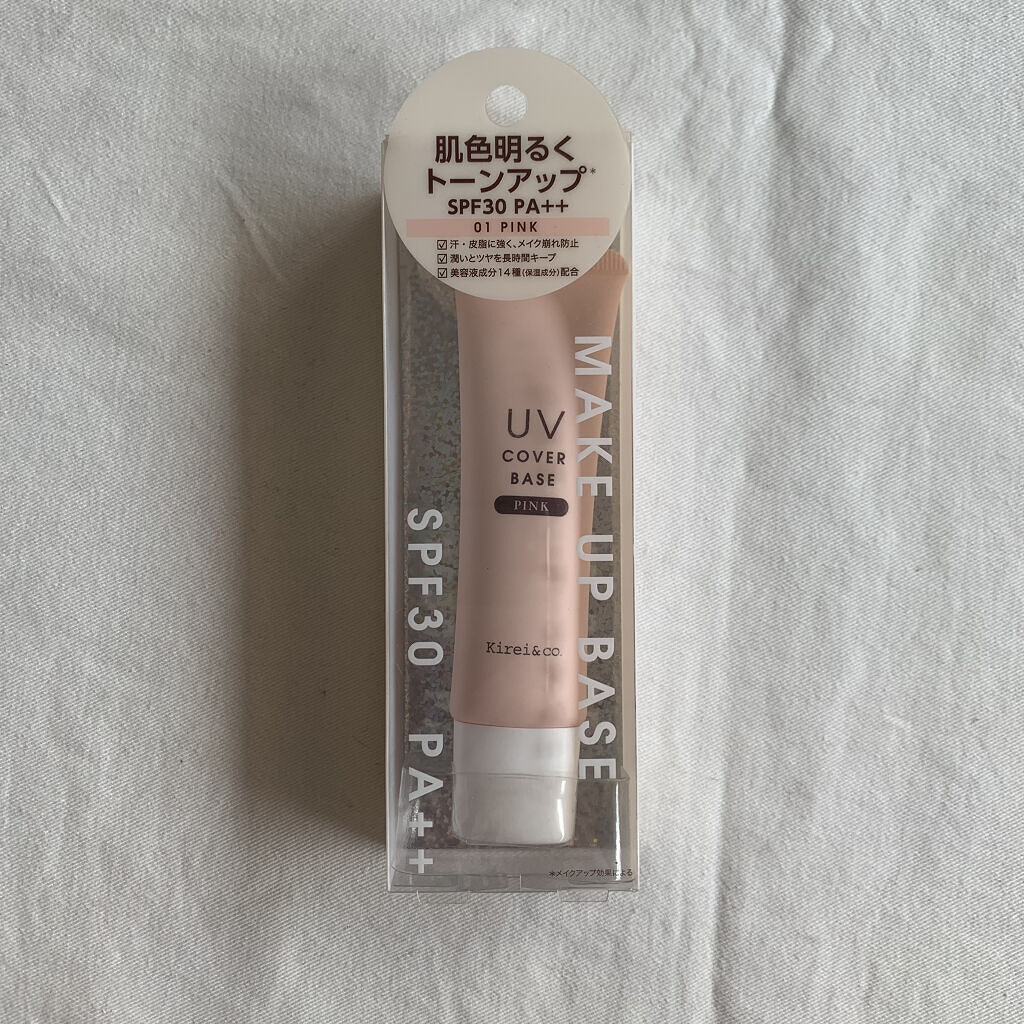 肌色明るく
トーンアップ*
SPF30 PA++
01 PINK
☑汗・皮脂に強く、メイク崩れ防止
☑潤いとツヤを長時間キープ
☑美容液成分14種(保湿成分)配合
MAKE UP BASE
UV
COVER
BASE
PINK
SPF30 PA++
Kirei&co.
*メイクアップ効果による